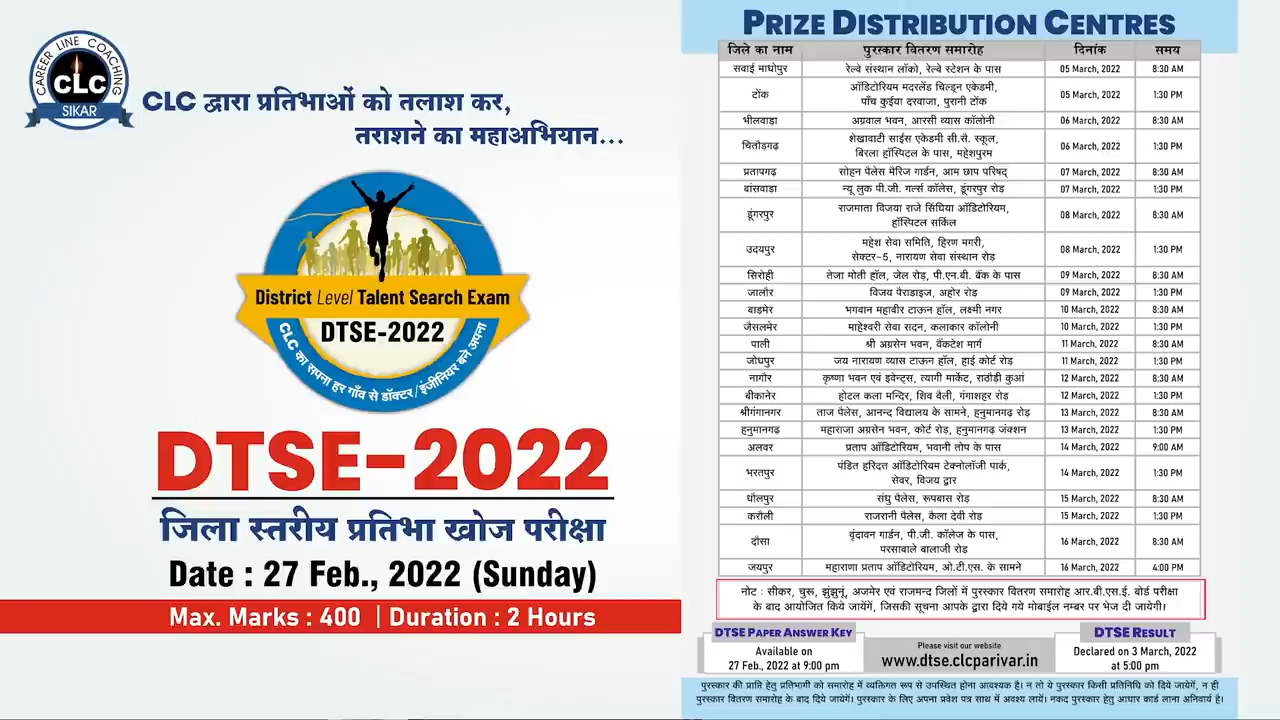 CAREER LINE COACHING
CLC
SIKAR
CLC द्वारा प्रतिभाओं को तलाश कर,
तराशने का महाअभियान...
District Level Talent Search Exam
DTSE-2022
CLC का सपना हर गाँव से डॉक्टर/इंजीनियर बने अपना
DTSE-2022
जिला स्तरीय प्रतिभा खोज परीक्षा
Date : 27 Feb., 2022 (Sunday)
Max. Marks : 400 | Duration : 2 Hours
PRIZE DISTRIBUTION CENTRES
जिले का नाम पुरस्कार वितरण समारोह दिनांक समय
सवाई माधोपुर रेल्वे संस्थान लॉको, रेल्वे स्टेशन के पास 05 March, 2022 8:30 AM
टोंक ऑडिटोरियम मदरलैंड चिल्ड्रन एकेडमी, पाँच कुईया दरवाजा, पुरानी टोंक 05 March, 2022 1:30 PM
भीलवाड़ा अग्रवाल भवन, आरसी व्यास कॉलोनी 06 March, 2022 8:30 AM
चितौड़गढ़ शेखावाटी साईंस एकेडमी सी.सै. स्कूल, बिरला हॉस्पिटल के पास, महेशपुरम 06 March, 2022 1:30 PM
प्रतापगढ़ सोहन पैलेस मैरिज गार्डन, आम छाप परिषद् 07 March, 2022 8:30 AM
बांसवाड़ा न्यू लुक पी.जी. गर्ल्स कॉलेस, डूंगरपुर रोड़ 07 March, 2022 1:30 PM
डूंगरपुर राजमाता विजया राजे सिंधिया ऑडिटोरियम, हॉस्पिटल सर्किल 08 March, 2022 8:30 AM
उदयपुर महेश सेवा समिति, हिरण मगरी, सेक्टर-5, नारायण सेवा संस्थान रोड़ 08 March, 2022 1:30 PM
सिरोही तेजा मोती हॉल, जेल रोड़, पी.एन.बी. बैंक के पास 09 March, 2022 8:30 AM
जालौर विजय पैराडाइज, अहोर रोड़ 09 March, 2022 1:30 PM
बाड़मेर भगवान महावीर टाऊन हॉल, लक्ष्मी नगर 10 March, 2022 8:30 AM
जैसलमेर माहेश्वरी सेवा सदन, कलाकार कॉलोनी 10 March, 2022 1:30 PM
पाली श्री अग्रसेन भवन, वैंकटेश मार्ग 11 March, 2022 8:30 AM
जोधपुर जय नारायण व्यास टाऊन हॉल, हाई कोर्ट रोड़ 11 March, 2022 1:30 PM
नागौर कृष्णा भवन एवं इवेन्ट्स, त्यागी मार्केट, राठौड़ी कुआं 12 March, 2022 8:30 AM
बीकानेर होटल कला मन्दिर, शिव वैली, गंगाशहर रोड़ 12 March, 2022 1:30 PM
श्रीगंगानगर ताज पैलेस, आनन्द विद्यालय के सामने, हनुमानगढ़ रोड़ 13 March, 2022 8:30 AM
हनुमानगढ़ महाराजा अग्रसेन भवन, कोर्ट रोड़, हनुमानगढ़ जंक्शन 13 March, 2022 1:30 PM
अलवर प्रताप ऑडिटोरियम, भवानी तोप के पास 14 March, 2022 9:00 AM
भरतपुर पंडित हरिदत्त ऑडिटोरियम टेक्नोलॉजी पार्क, सेवर, विजय द्वार 14 March, 2022 1:30 PM
धौलपुर संधु पैलेस, रूपबास रोड़ 15 March, 2022 8:30 AM
करौली राजरानी पैलेस, कैला देवी रोड़ 15 March, 2022 1:30 PM
दौसा वृंदावन गार्डन, पी.जी. कॉलेज के पास, परसावाले बालाजी रोड़ 16 March, 2022 8:30 AM
जयपुर महाराणा प्रताप ऑडिटोरियम, ओ.टी.एस. के सामने 16 March, 2022 4:00 PM
नोट : सीकर, चुरू, झुंझुनूं, अजमेर एवं राजमन्द जिलों में पुरस्कार वितरण समारोह आर.बी.एस.ई. बोर्ड परीक्षा
के बाद आयोजित किये जायेंगें, जिसकी सूचना आपके द्वारा दिये गये मोबाईल नम्बर पर भेज दी जायेगी।
DTSE PAPER ANSWER KEY
Available on
27 Feb., 2022 at 9:00 pm
Please visit our website
www.dtse.clcparivar.in
DTSE RESULT
Declared on 3 March, 2022
at 5:00 pm
पुरस्कार की प्राप्ति हेतु प्रतिभागी को समारोह में व्यक्तिगत रूप से उपस्थित होना आवश्यक है। न तो ये पुरस्कार किसी प्रतिनिधि को दिये जायेगें, न ही
पुरस्कार वितरण समारोह के बाद दिये जायेगें। पुरस्कार के लिए अपना प्रवेश पत्र साथ में अवश्य लायें। नकद पुरस्कार हेतु आधार कार्ड लाना अनिवार्य है।